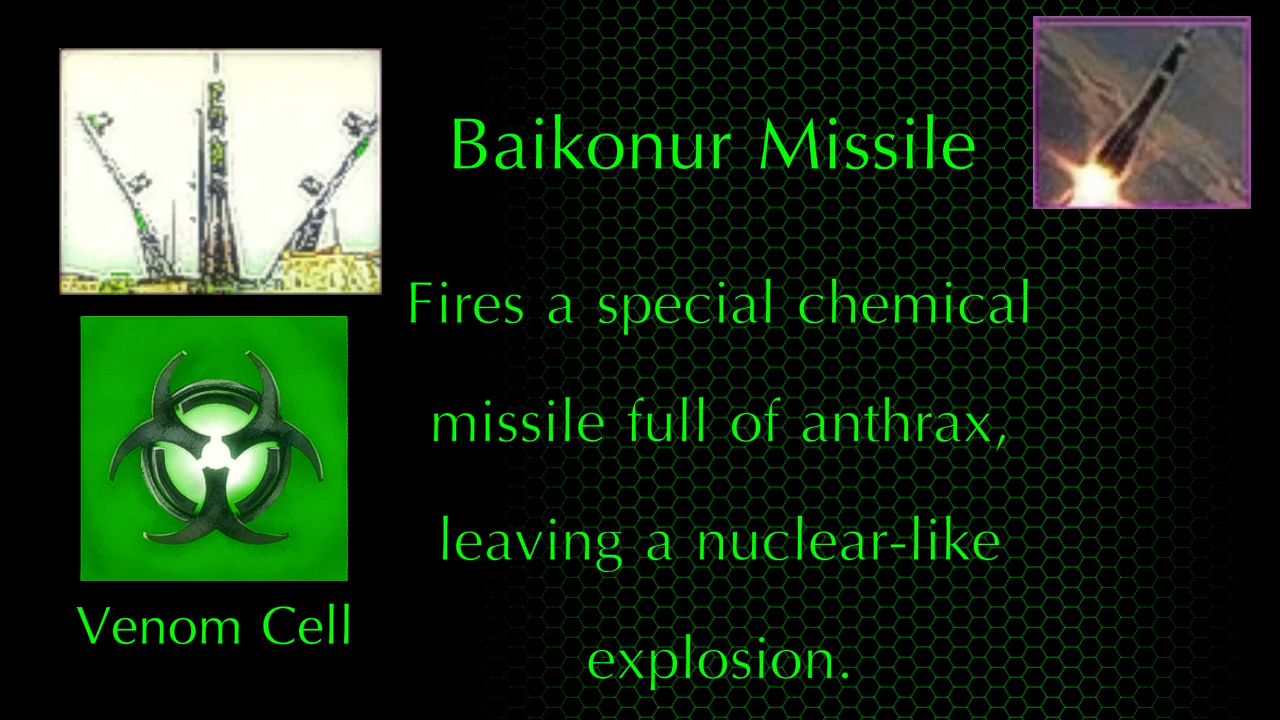 Baikonur Missile
Fires a special chemical
missile full of anthrax,
leaving a nuclear-like
explosion.
Venom Cell